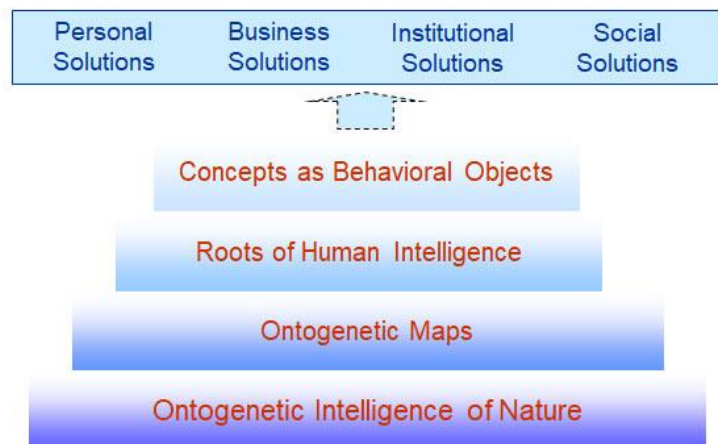 Personal Solutions
Business Solutions
Institutional Solutions
Social Solutions
Concepts as Behavioral Objects
Roots of Human Intelligence
Ontogenetic Maps
Ontogenetic Intelligence of Nature